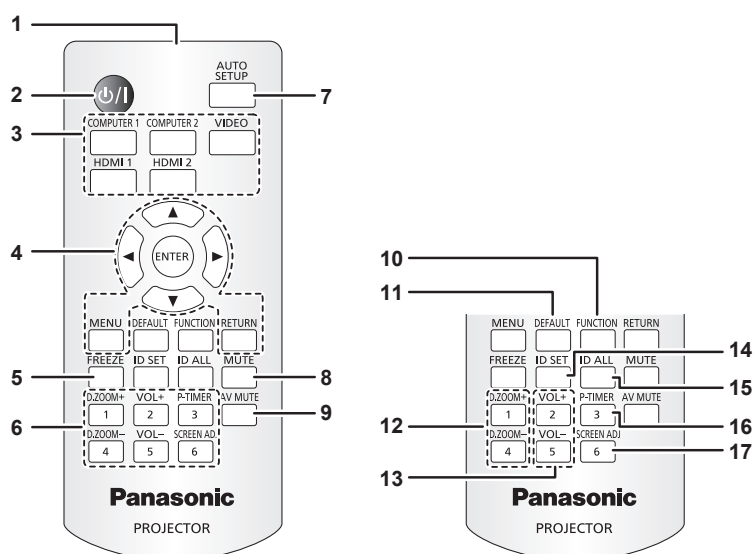 1
2
⏻/I
AUTO
SETUP
7
3
COMPUTER 1 COMPUTER 2 VIDEO
HDMI 1 HDMI 2
4
▲
◀ ENTER ▶
▼
MENU DEFAULT FUNCTION RETURN
5
FREEZE ID SET ID ALL MUTE
8
6
D.ZOOM+ VOL+ P-TIMER AV MUTE
1 2 3
9
D.ZOOM− VOL− SCREEN AD
4 5 6
Panasonic
PROJECTOR
10
11
MENU DEFAULT FUNCTION RETURN
14
FREEZE ID SET ID ALL MUTE
15
12
D.ZOOM+ VOL+ P-TIMER AV MUTE
1 2 3
16
D.ZOOM− VOL− SCREEN ADJ
4 5 6
17
13
Panasonic
PROJECTOR